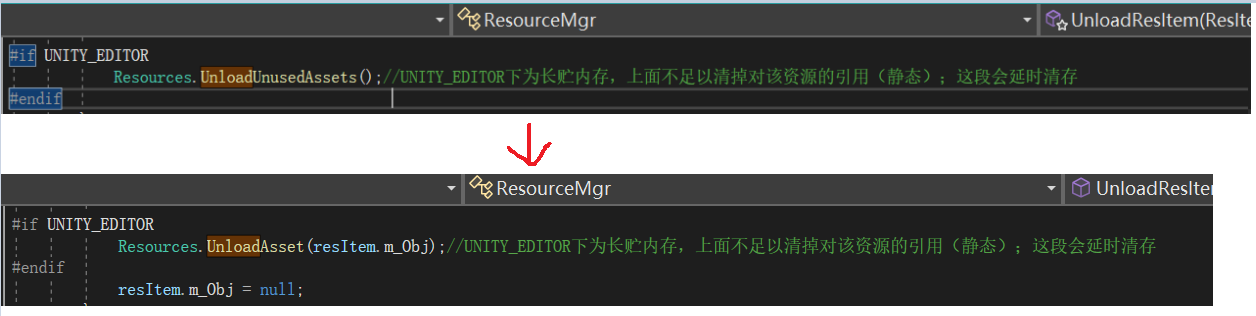 ResourceMgr UnloadResItem(ResIte
#if UNITY_EDITOR
Resources.UnloadUnusedAssets();//UNITY_EDITOR下为长贮内存，上面不足以清掉对该资源的引用（静态）；这段会延时清存
#endif
ResourceMgr UnloadResItem
#if UNITY_EDITOR
Resources.UnloadAsset(resItem.m_Obj);//UNITY_EDITOR下为长贮内存，上面不足以清掉对该资源的引用（静态）；这段会延时清存
#endif
resItem.m_Obj = null;